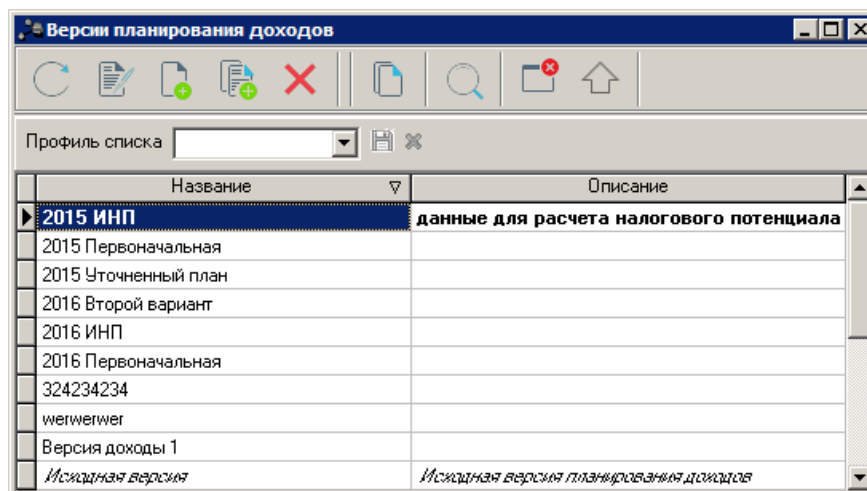 Версии планирования доходов
Профиль списка
Название Описание
2015 ИНП данные для расчета налогового потенциала
2015 Первоначальная
2015 Уточненный план
2016 Второй вариант
2016 ИНП
2016 Первоначальная
324234234
werwerwer
Версия доходы 1
Исходная версия Исходная версия планирования доходов